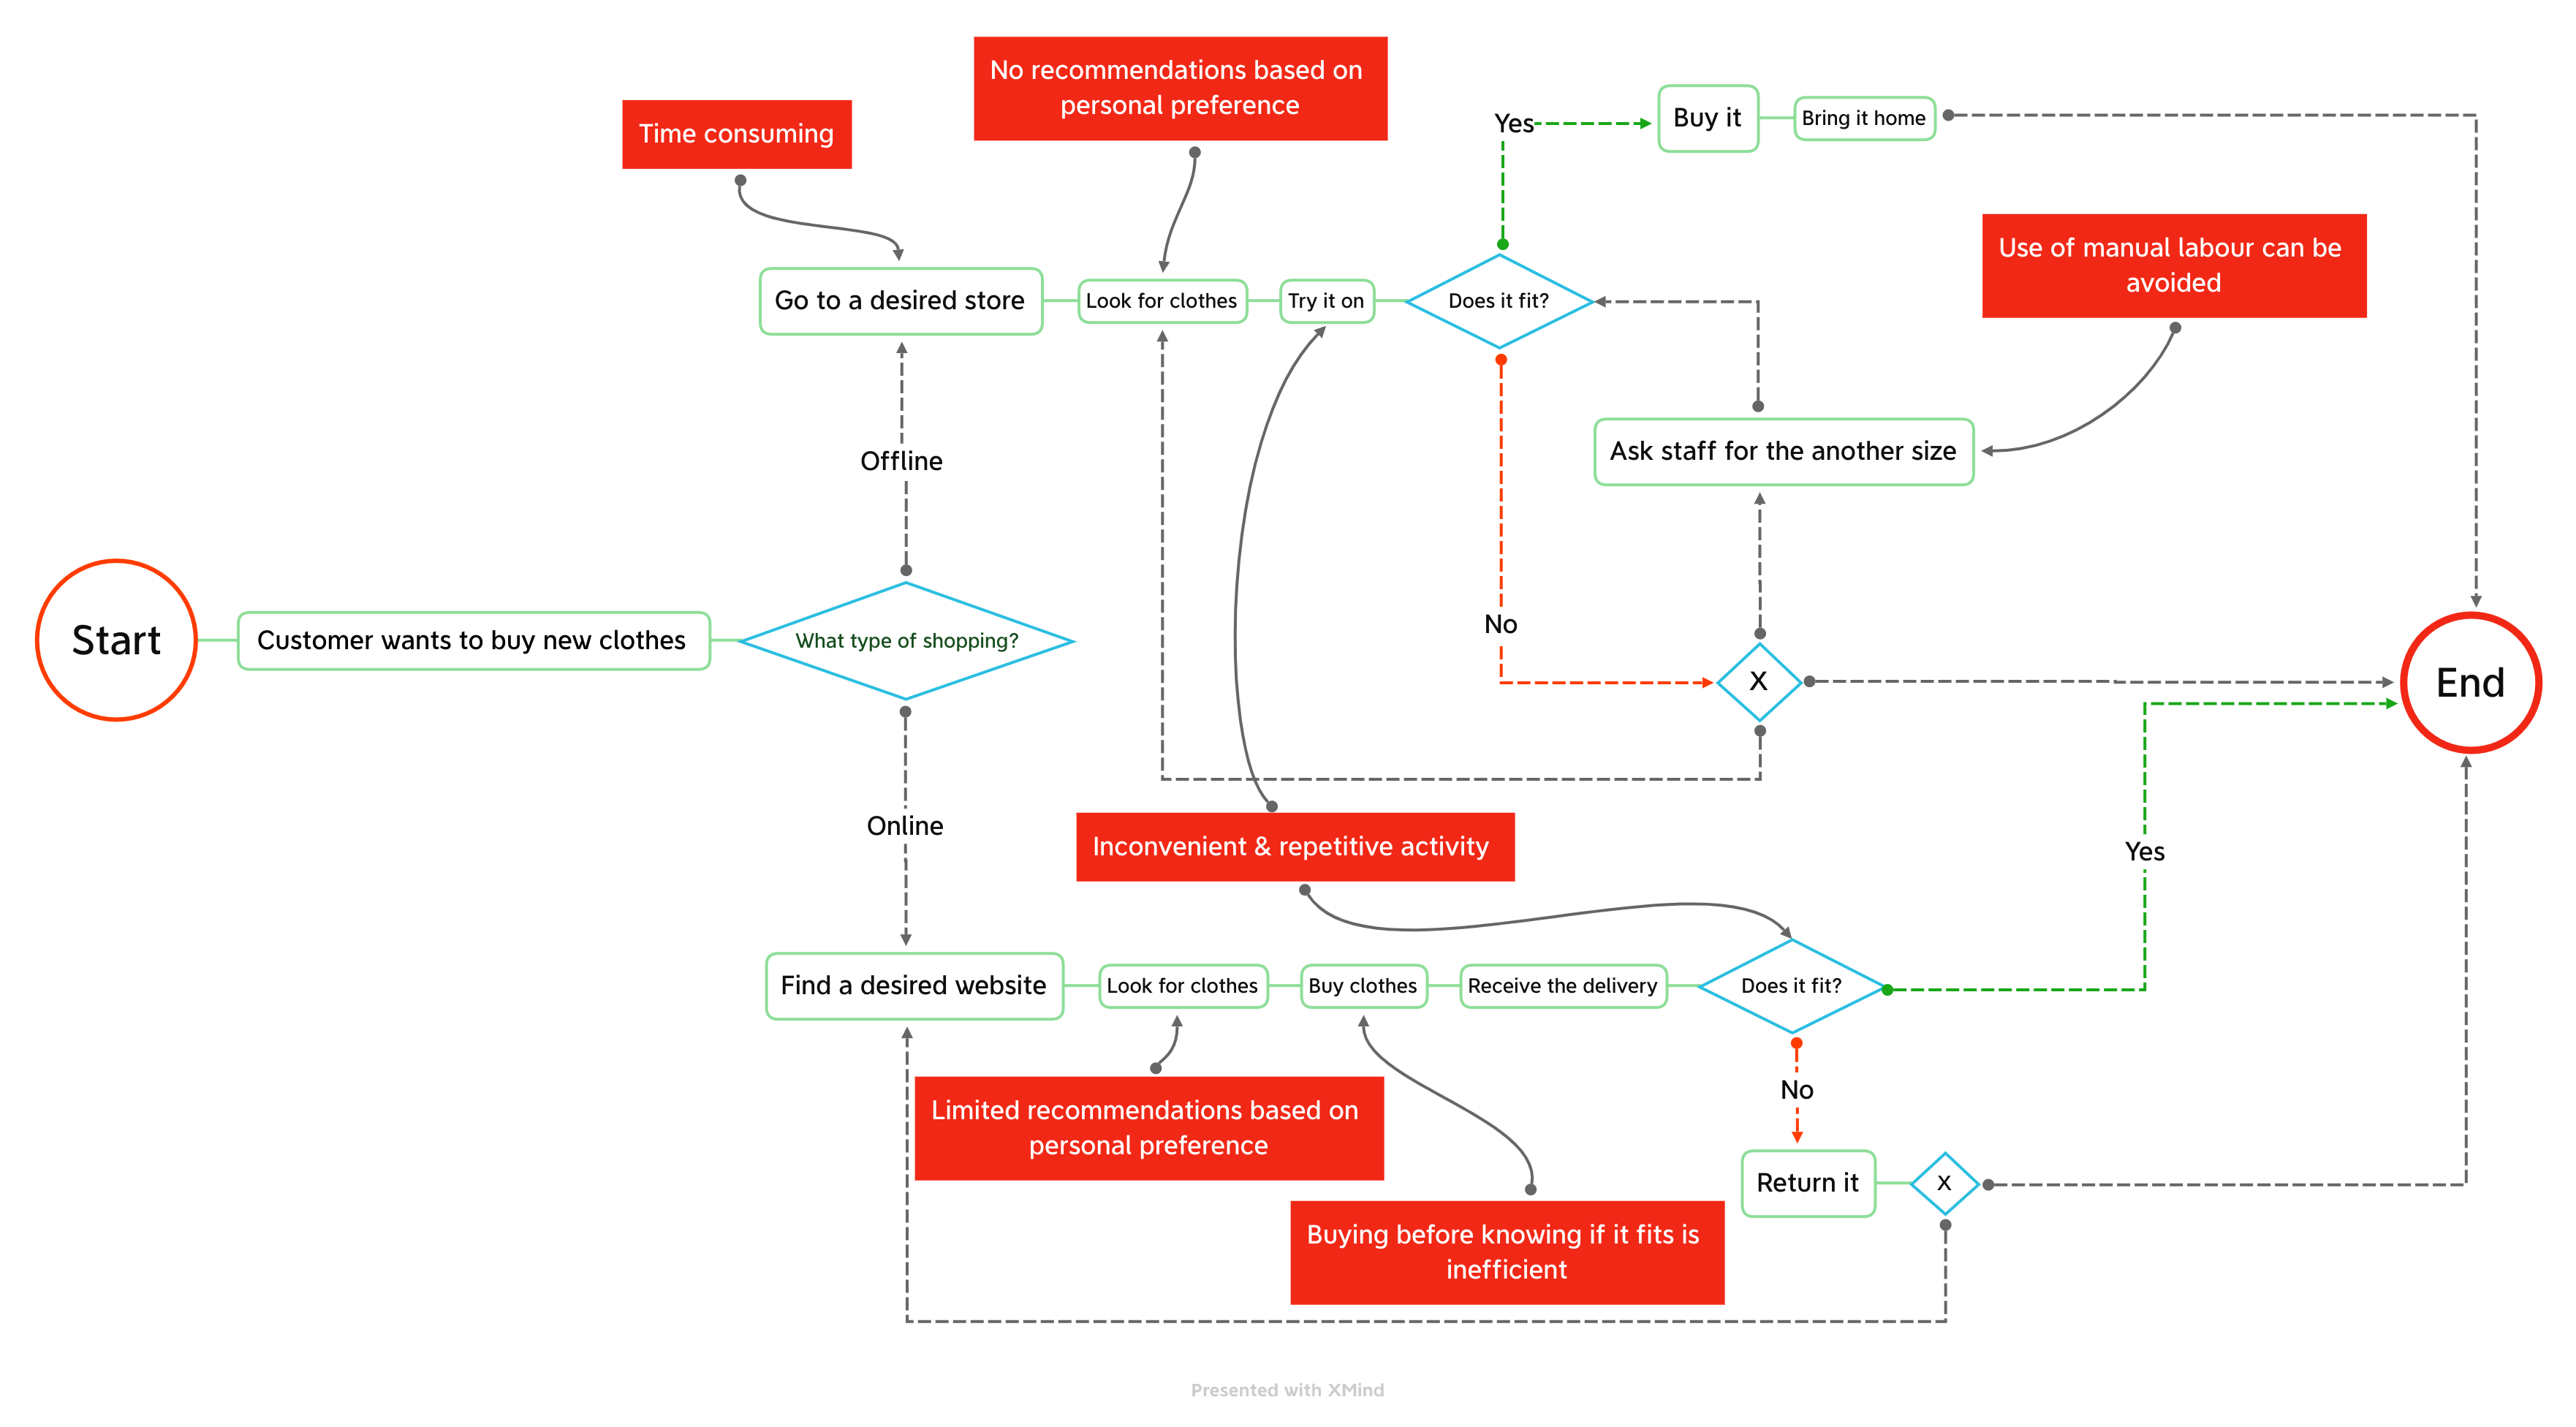 No recommendations based on
personal preference
Time consuming
Yes
Buy it
Bring it home
Use of manual labour can be
avoided
Go to a desired store
Look for clothes
Try it on
Does it fit?
Offline
Ask staff for the another size
Start
Customer wants to buy new clothes
What type of shopping?
No
X
End
Online
Inconvenient & repetitive activity
Yes
Find a desired website
Look for clothes
Buy clothes
Receive the delivery
Does it fit?
No
Limited recommendations based on
personal preference
Return it
X
Buying before knowing if it fits is
inefficient
Presented with XMind